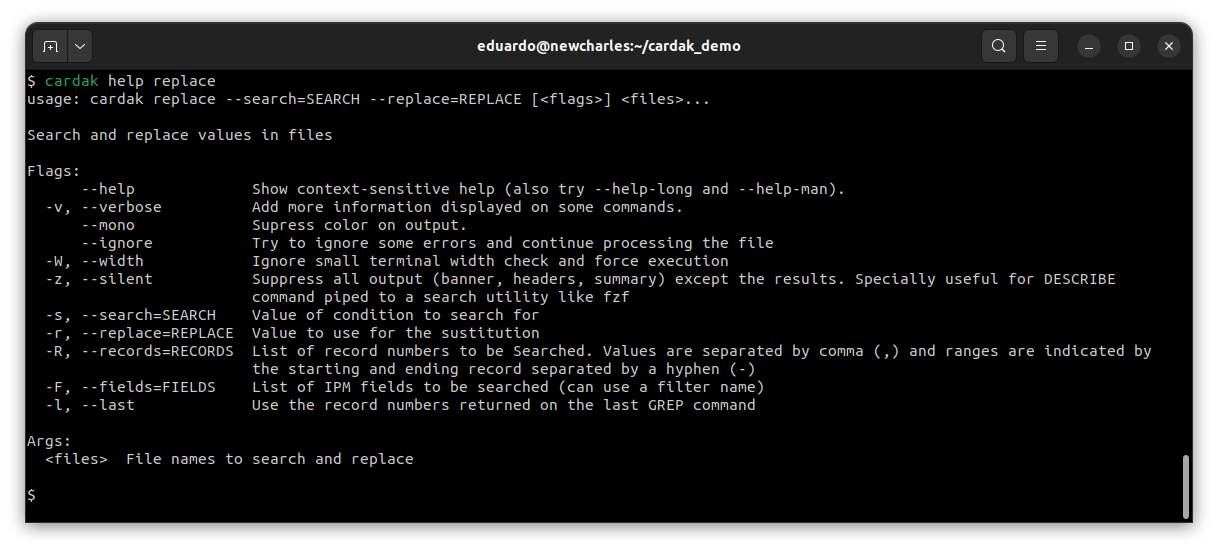 eduardo@newcharles:~/cardak_demo
$ cardak help replace
usage: cardak replace --search=SEARCH --replace=REPLACE [<flags>] <files>...
Search and replace values in files
Flags:
--help Show context-sensitive help (also try --help-long and --help-man).
-v, --verbose Add more information displayed on some commands.
--mono Supress color on output.
--ignore Try to ignore some errors and continue processing the file
-W, --width Ignore small terminal width check and force execution
-z, --silent Suppress all output (banner, headers, summary) except the results. Specially useful for DESCRIBE
command piped to a search utility like fzf
-s, --search=SEARCH Value of condition to search for
-r, --replace=REPLACE Value to use for the sustitution
-R, --records=RECORDS List of record numbers to be Searched. Values are separated by comma (,) and ranges are indicated by
the starting and ending record separated by a hyphen (-)
-F, --fields=FIELDS List of IPM fields to be searched (can use a filter name)
-l, --last Use the record numbers returned on the last GREP command
Args:
<files> File names to search and replace
$